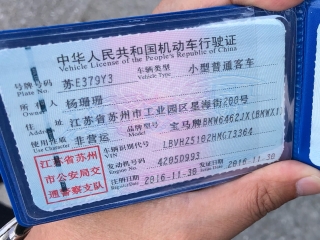 中华人民共和国机动车行驶证
Vehicle License of the People's Republic of China
号牌号码 苏E379Y3 车辆类型 小型普通客车
Plate No. Vehicle Type
所有人 杨珊珊
住址 江苏省苏州市工业园区星海街200号
使用性质 非营运 品牌型号 宝马牌BMW6462JX(BMWX1)
Use Character Model
江苏省苏州 车辆识别代号 LBVHZ5102HMG73364
VIN
市公安局交 发动机号码 4205D993
Engine No.
通警察支队 注册日期 2016-11-30 发证日期 2016-11-30
Register Date Issue Date